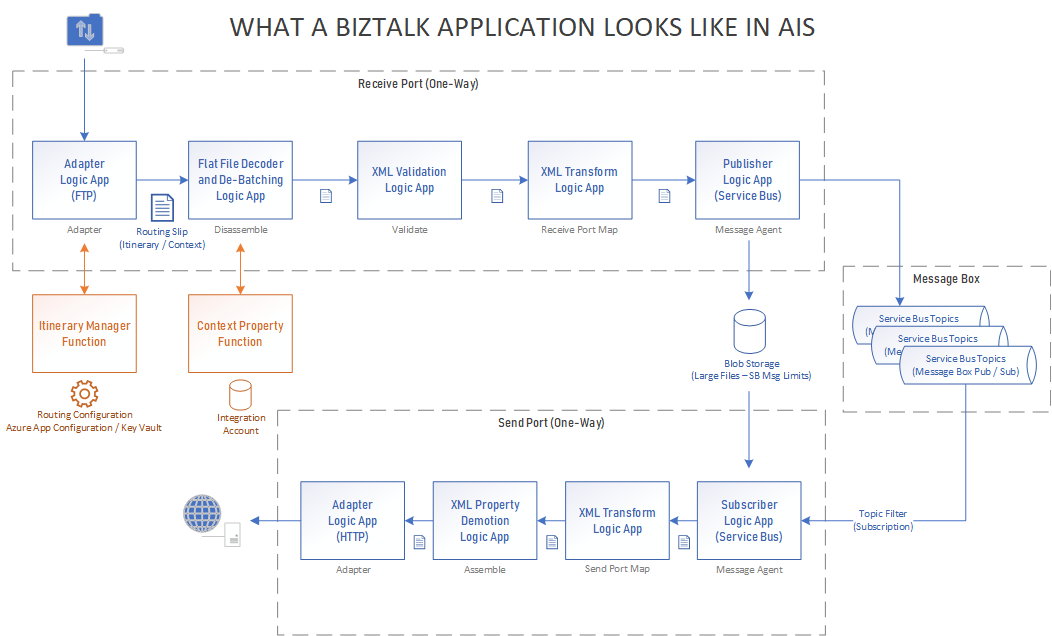 WHAT A BIZTALK APPLICATION LOOKS LIKE IN AIS
Receive Port (One-Way)
Adapter
Logic App
(FTP)
Adapter
Routing Slip
(Itinerary / Context)
Flat File Decoder
and De-Batching
Logic App
Disassemble
XML Validation
Logic App
Validate
XML Transform
Logic App
Receive Port Map
Publisher
Logic App
(Service Bus)
Message Agent
Itinerary Manager
Function
Routing Configuration
Azure App Configuration / Key Vault
Context Property
Function
Integration
Account
Blob Storage
(Large Files – SB Msg Limits)
Message Box
Service Bus Topics
(M
Service Bus Topics
(Me
Service Bus Topics
(Message Box Pub / Sub)
Topic Filter
(Subscription)
Send Port (One-Way)
Adapter
Logic App
(HTTP)
Adapter
XML Property
Demotion
Logic App
Assemble
XML Transform
Logic App
Send Port Map
Subscriber
Logic App
(Service Bus)
Message Agent